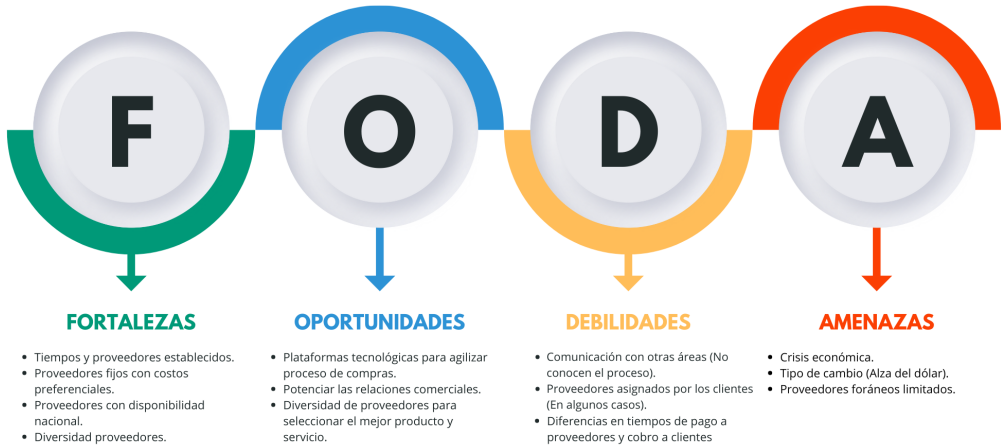 F
O
D
A
FORTALEZAS
• Tiempos y proveedores establecidos.
• Proveedores fijos con costos
preferenciales.
• Proveedores con disponibilidad
nacional.
• Diversidad proveedores.
OPORTUNIDADES
• Plataformas tecnológicas para agilizar
proceso de compras.
• Potenciar las relaciones comerciales.
• Diversidad de proveedores para
seleccionar el mejor producto y
servicio.
DEBILIDADES
• Comunicación con otras áreas (No
conocen el proceso).
• Proveedores asignados por los clientes
(En algunos casos).
• Diferencias en tiempos de pago a
proveedores y cobro a clientes
AMENAZAS
• Crisis económica.
• Tipo de cambio (Alza del dólar).
• Proveedores foráneos limitados.